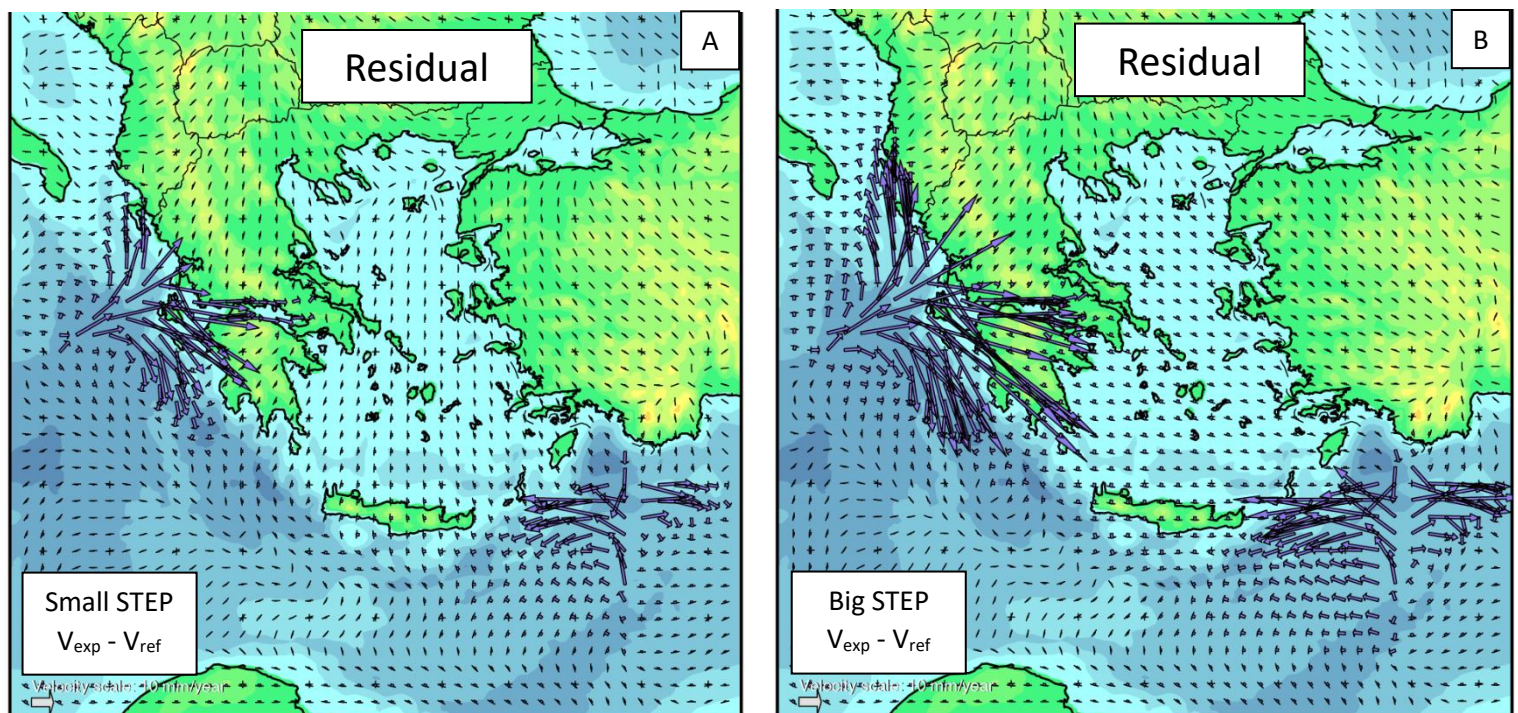 Residual
A
Small STEP
Vexp - Vref
Velocity scale: 10 mm/year
Residual
B
Big STEP
Vexp - Vref
Velocity scale: 10 mm/year